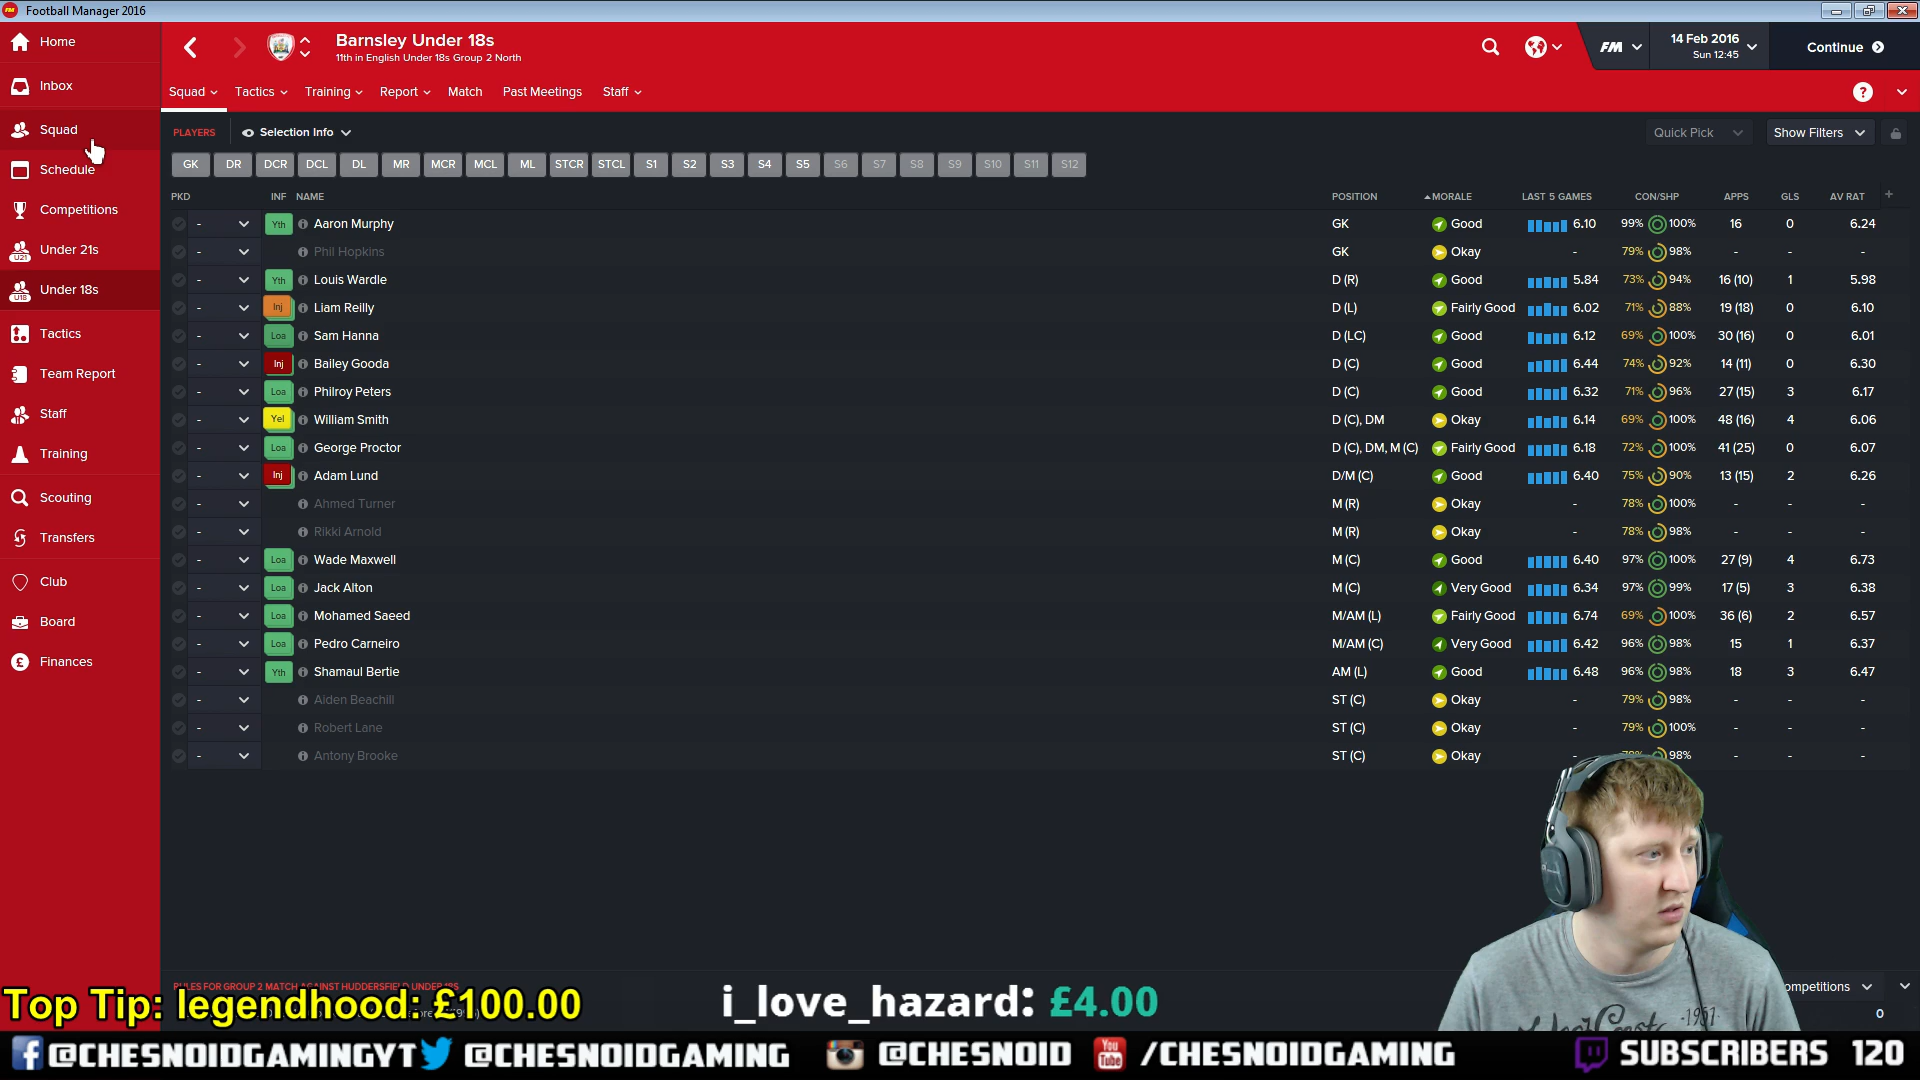 Football Manager 2016
Home
Inbox
Squad
Schedule
Competitions
Under 21s
Under 18s
Tactics
Team Report
Staff
Training
Scouting
Transfers
Club
Board
Finances
Barnsley Under 18s
11th in English Under 18s Group 2 North
FM
14 Feb 2016
Sun 12:45
Continue
Squad Tactics Training Report Match Past Meetings Staff
PLAYERS Selection Info Quick Pick Show Filters
GK DR DCR DCL DL MR MCR MCL ML STCR STCL S1 S2 S3 S4 S5 S6 S7 S8 S9 S10 S11 S12
PKD INF NAME POSITION MORALE LAST 5 GAMES CON/SHP APPS GLS AV RAT
- Yth Aaron Murphy GK Good 6.10 99% 100% 16 0 6.24
- Phil Hopkins GK Okay - 79% 98% - - -
- Yth Louis Wardle D (R) Good 5.84 73% 94% 16 (10) 1 5.98
- Inj Liam Reilly D (L) Fairly Good 6.02 71% 88% 19 (18) 0 6.10
- Loa Sam Hanna D (LC) Good 6.12 69% 100% 30 (16) 0 6.01
- Inj Bailey Gooda D (C) Good 6.44 74% 92% 14 (11) 0 6.30
- Loa Philroy Peters D (C) Good 6.32 71% 96% 27 (15) 3 6.17
- Yel William Smith D (C), DM Okay 6.14 69% 100% 48 (16) 4 6.06
- Loa George Proctor D (C), DM, M (C) Fairly Good 6.18 72% 100% 41 (25) 0 6.07
- Inj Adam Lund D/M (C) Good 6.40 75% 90% 13 (15) 2 6.26
- Ahmed Turner M (R) Okay - 78% 100% - - -
- Rikki Arnold M (R) Okay - 78% 98% - - -
- Loa Wade Maxwell M (C) Good 6.40 97% 100% 27 (9) 4 6.73
- Loa Jack Alton M (C) Very Good 6.34 97% 99% 17 (5) 3 6.38
- Loa Mohamed Saeed M/AM (L) Fairly Good 6.74 69% 100% 36 (6) 2 6.57
- Loa Pedro Carneiro M/AM (C) Very Good 6.42 96% 98% 15 1 6.37
- Yth Shamaul Bertie AM (L) Good 6.48 96% 98% 18 3 6.47
- Aiden Beachill ST (C) Okay - 79% 98% - - -
- Robert Lane ST (C) Okay - 79% 100% - - -
- Antony Brooke ST (C) Okay - 98% - - -
RULES FOR GROUP 2 MATCH AGAINST HUDDERSFIELD UNDER 18S
0
Top Tip: legendhood: £100.00
i_love_hazard: £4.00
@CHESNOIDGAMINGYT @CHESNOIDGAMING @CHESNOID You Tube /CHESNOIDGAMING SUBSCRIBERS 120